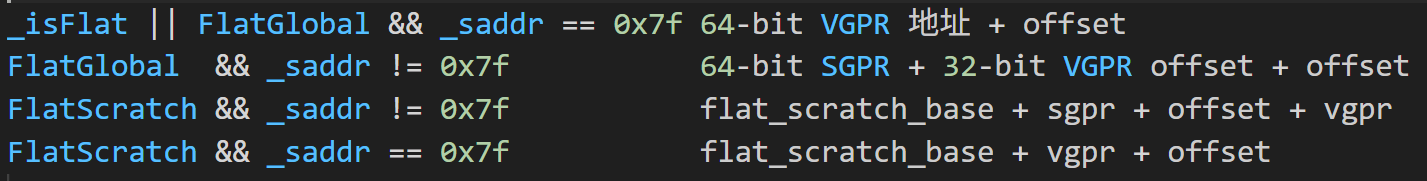 _isFlat || FlatGlobal && _saddr == 0x7f 64-bit VGPR 地址 + offset
FlatGlobal  && _saddr != 0x7f           64-bit SGPR + 32-bit VGPR offset + offset
FlatScratch && _saddr != 0x7f           flat_scratch_base + sgpr + offset + vgpr
FlatScratch && _saddr == 0x7f           flat_scratch_base + vgpr + offset